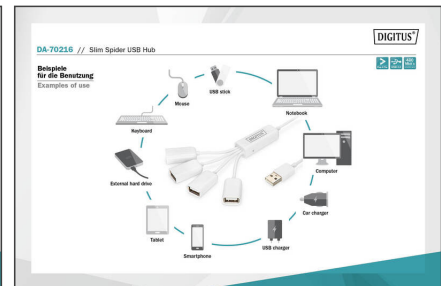 DIGITUS®
DA-70216 // Slim Spider USB Hub
Beispiele
für die Benutzung
Examples of use
USB stick
Mouse
Notebook
Keyboard
DIGITUS
Computer
External hard drive
Car charger
Tablet
USB charger
Smartphone